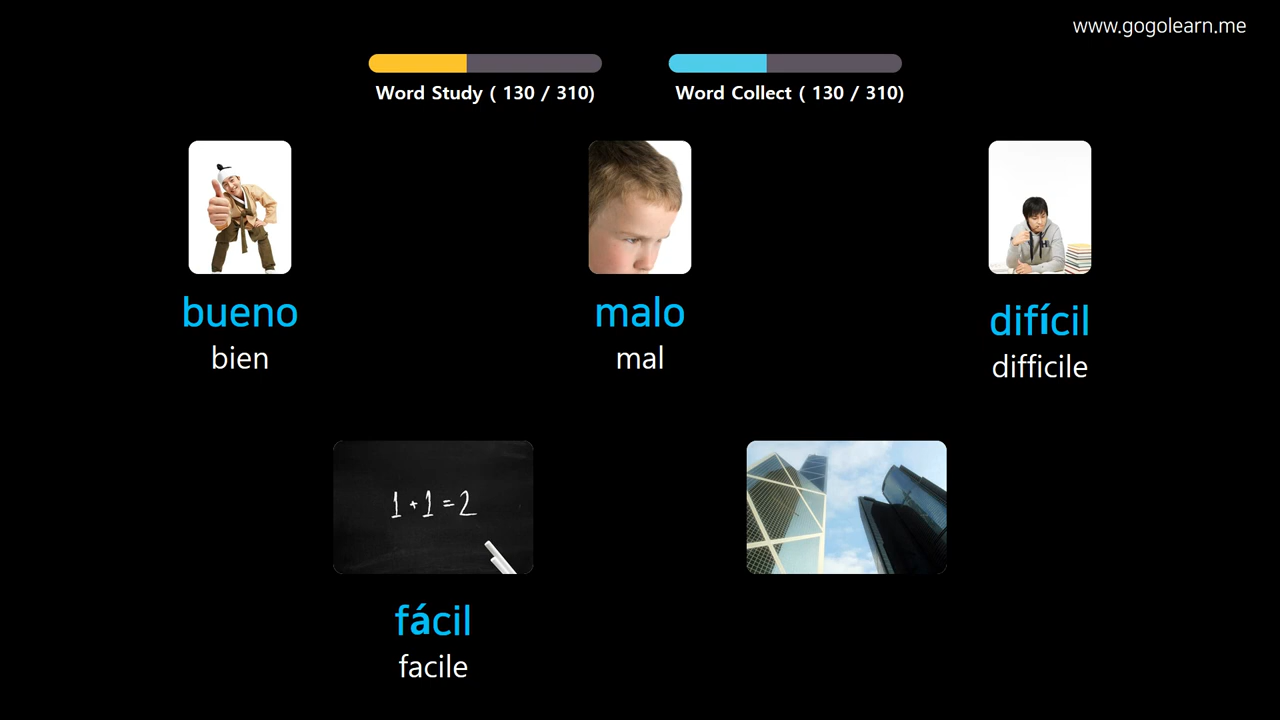 www.gogolearn.me
Word Study ( 130 / 310)
Word Collect ( 130 / 310)
bueno
bien
malo
mal
difícil
difficile
1+1=2
fácil
facile